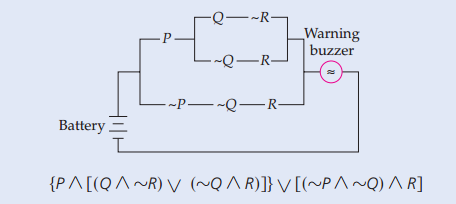 Q ~R
P
~Q R
~P ~Q R
Warning
buzzer
≈
Battery
{P ∧ [(Q ∧ ~R) ∨ (~Q ∧ R)]} ∨ [(~P ∧ ~Q) ∧ R]